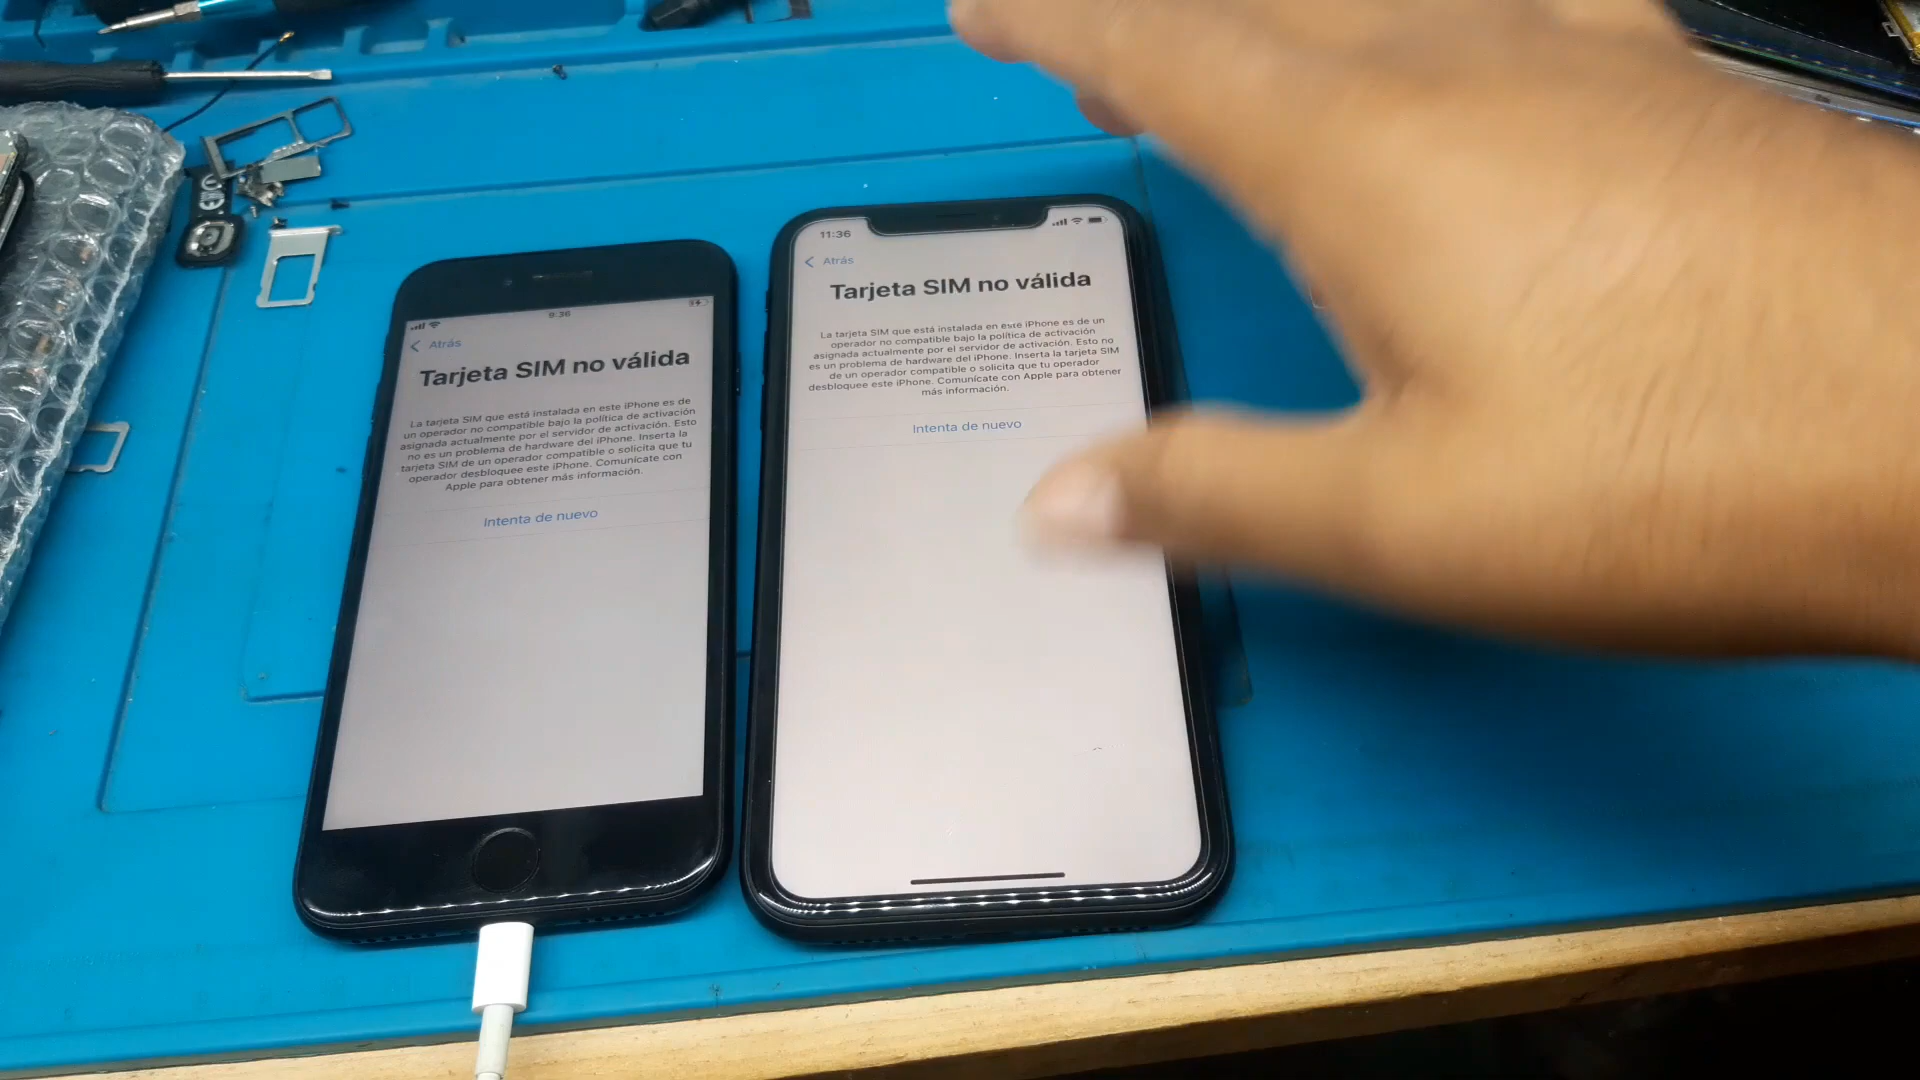 9:36
Atrás
Tarjeta SIM no válida
La tarjeta SIM que está instalada en este iPhone es de
un operador no compatible bajo la política de activación
asignada actualmente por el servidor de activación. Esto
no es un problema de hardware del iPhone. Inserta la
tarjeta SIM de un operador compatible o solicita que tu
operador desbloquee este iPhone. Comunícate con
Apple para obtener más información.
Intenta de nuevo
11:36
Atrás
Tarjeta SIM no válida
La tarjeta SIM que está instalada en este iPhone es de un
operador no compatible bajo la política de activación
asignada actualmente por el servidor de activación. Esto no
es un problema de hardware del iPhone. Inserta la tarjeta SIM
de un operador compatible o solicita que tu operador
desbloquee este iPhone. Comunícate con Apple para obtener
más información.
Intenta de nuevo